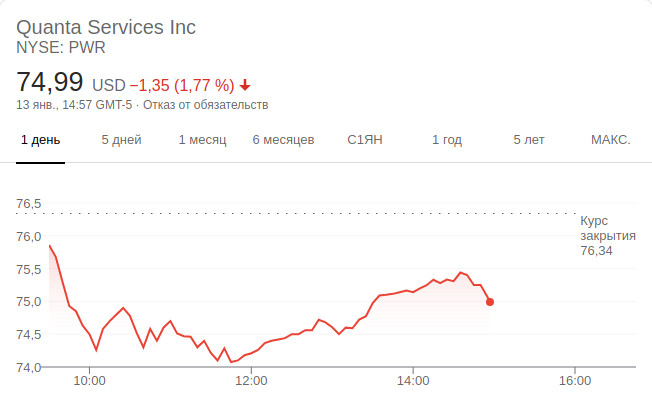 Quanta Services Inc
NYSE: PWR
74,99 USD −1,35 (1,77 %)
13 янв., 14:57 GMT-5 · Отказ от обязательств
1 день 5 дней 1 месяц 6 месяцев С1ЯН 1 год 5 лет МАКС.
76,5
Курс
закрытия
76,34
76,0
75,5
75,0
74,5
74,0
10:00 12:00 14:00 16:00